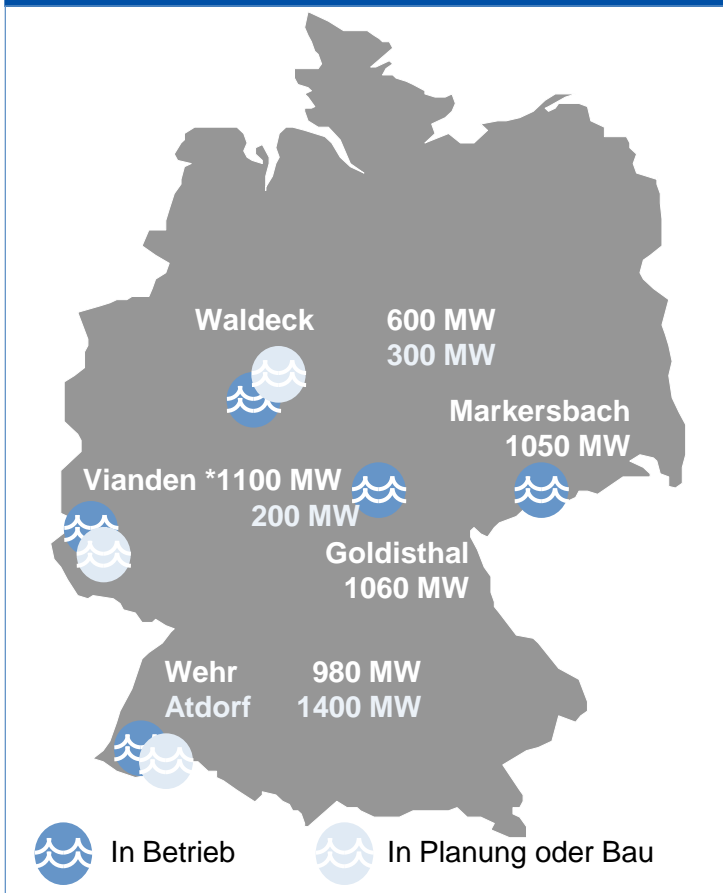 Waldeck 600 MW
300 MW
Markersbach
1050 MW
Vianden *1100 MW
200 MW
Goldisthal
1060 MW
Wehr 980 MW
Atdorf 1400 MW
In Betrieb In Planung oder Bau